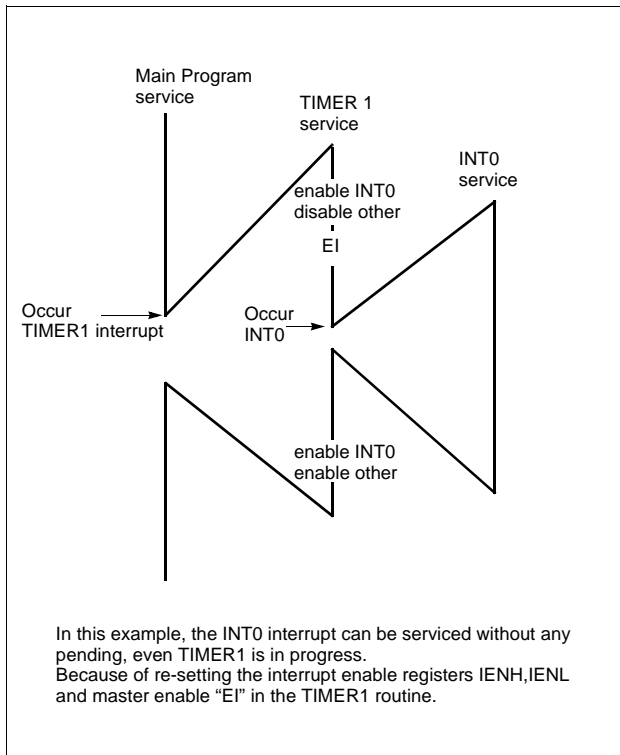 Main Program
service
TIMER 1
service
INT0
service
enable INT0
disable other
EI
Occur
TIMER1 interrupt
Occur
INT0
enable INT0
enable other
In this example, the INT0 interrupt can be serviced without any
pending, even TIMER1 is in progress.
Because of re-setting the interrupt enable registers IENH,IENL
and master enable “EI” in the TIMER1 routine.